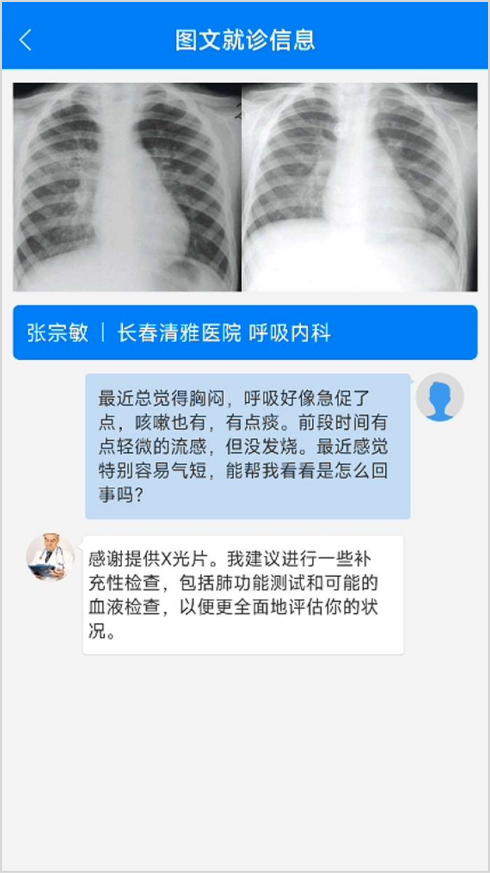 图文就诊信息
张宗敏 | 长春清雅医院 呼吸内科
最近总觉得胸闷，呼吸好像急促了
点，咳嗽也有，有点痰。前段时间有
点轻微的流感，但没发烧。最近感觉
特别容易气短，能帮我看看是怎么回
事吗？
感谢提供X光片。我建议进行一些补
充性检查，包括肺功能测试和可能的
血液检查，以便更全面地评估你的状
况。